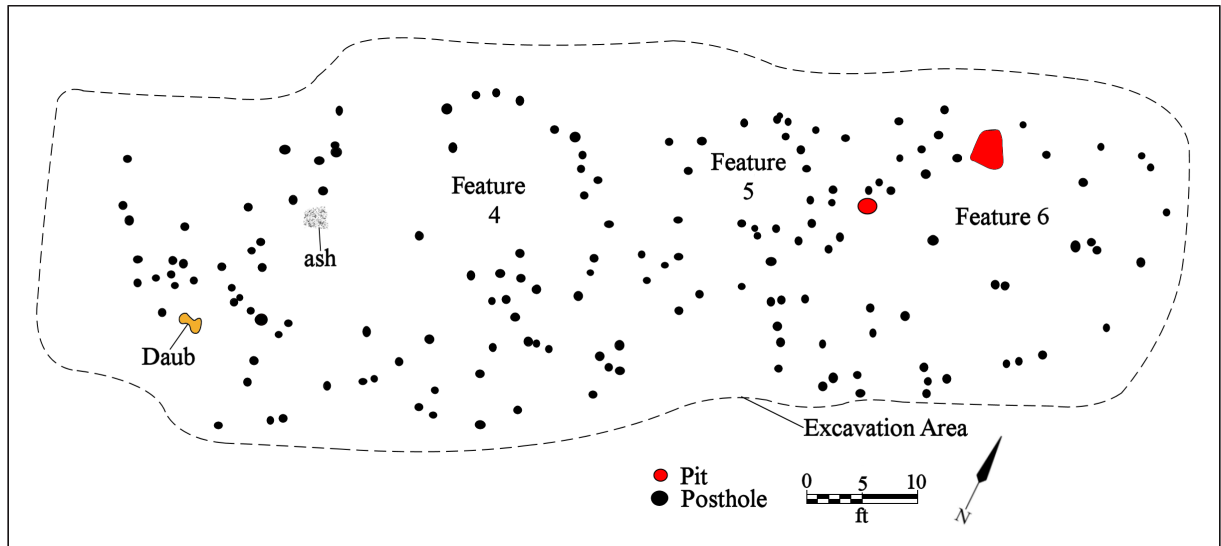 Feature
4
Feature
5
Feature 6
ash
Daub
Excavation Area
Pit
Posthole
0 5 10
ft
N